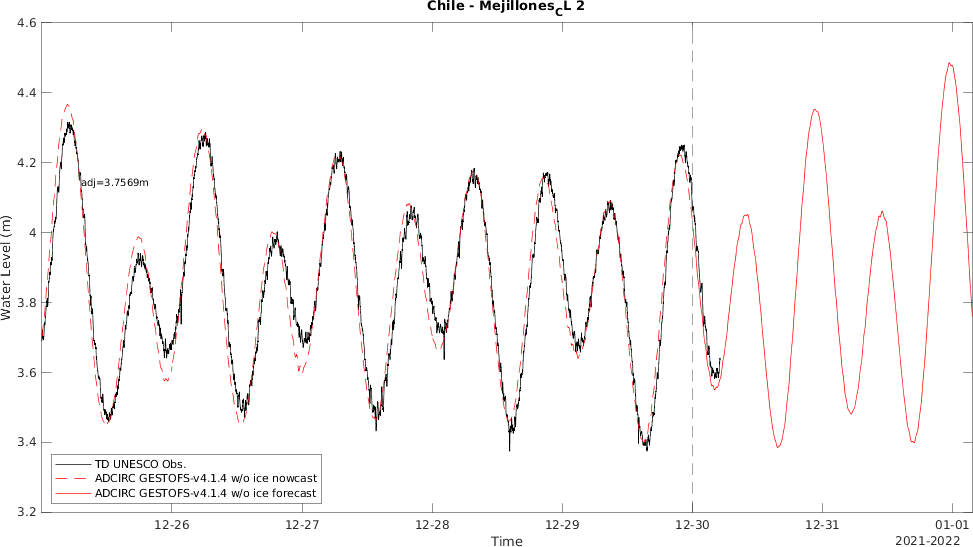 Chile - Mejillones_CL 2
4.6
4.4
4.2
4
3.8
3.6
3.4
3.2
Water Level (m)
adj=3.7569m
TD UNESCO Obs.
ADCIRC GESTOFS-v4.1.4 w/o ice nowcast
ADCIRC GESTOFS-v4.1.4 w/o ice forecast
12-26 12-27 12-28 12-29 12-30 12-31 01-01
Time
2021-2022